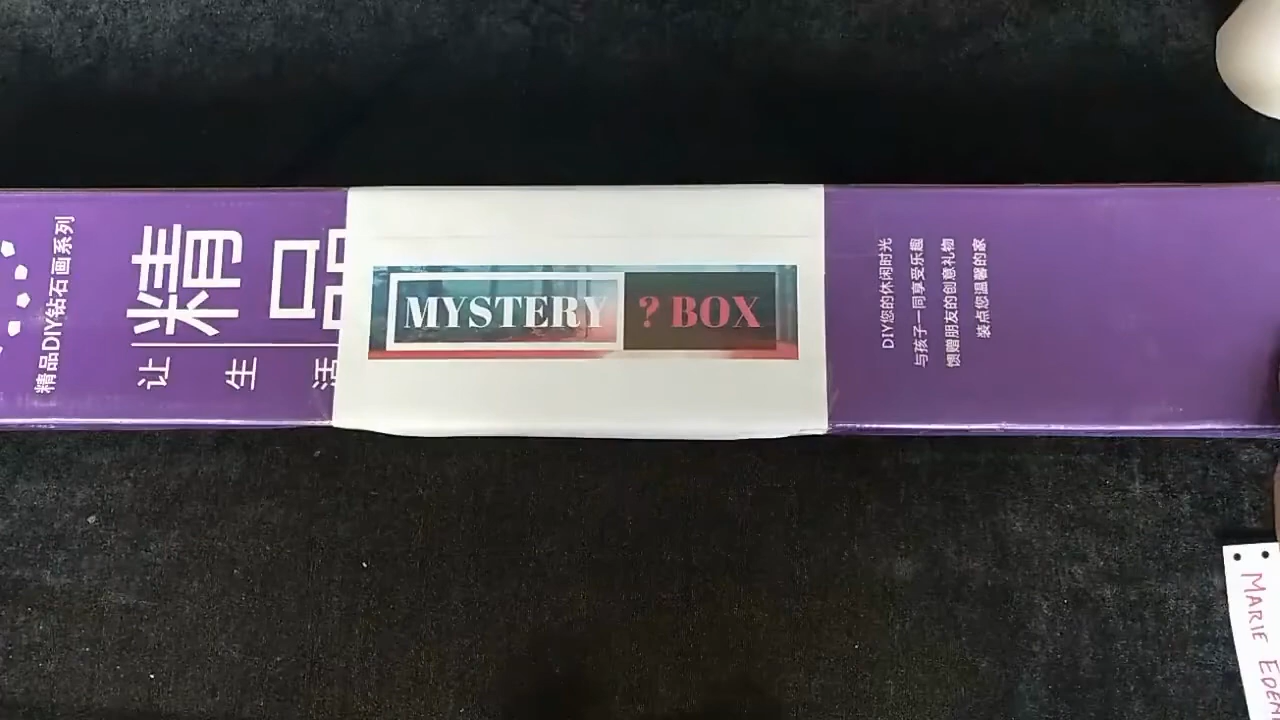 精品DIY钻石画系列
精品
让 生 活
MYSTERY ? BOX
DIY您的休闲时光
与孩子一同享受乐趣
馈赠朋友的创意礼物
装点您温馨的家
MARIE EDEN